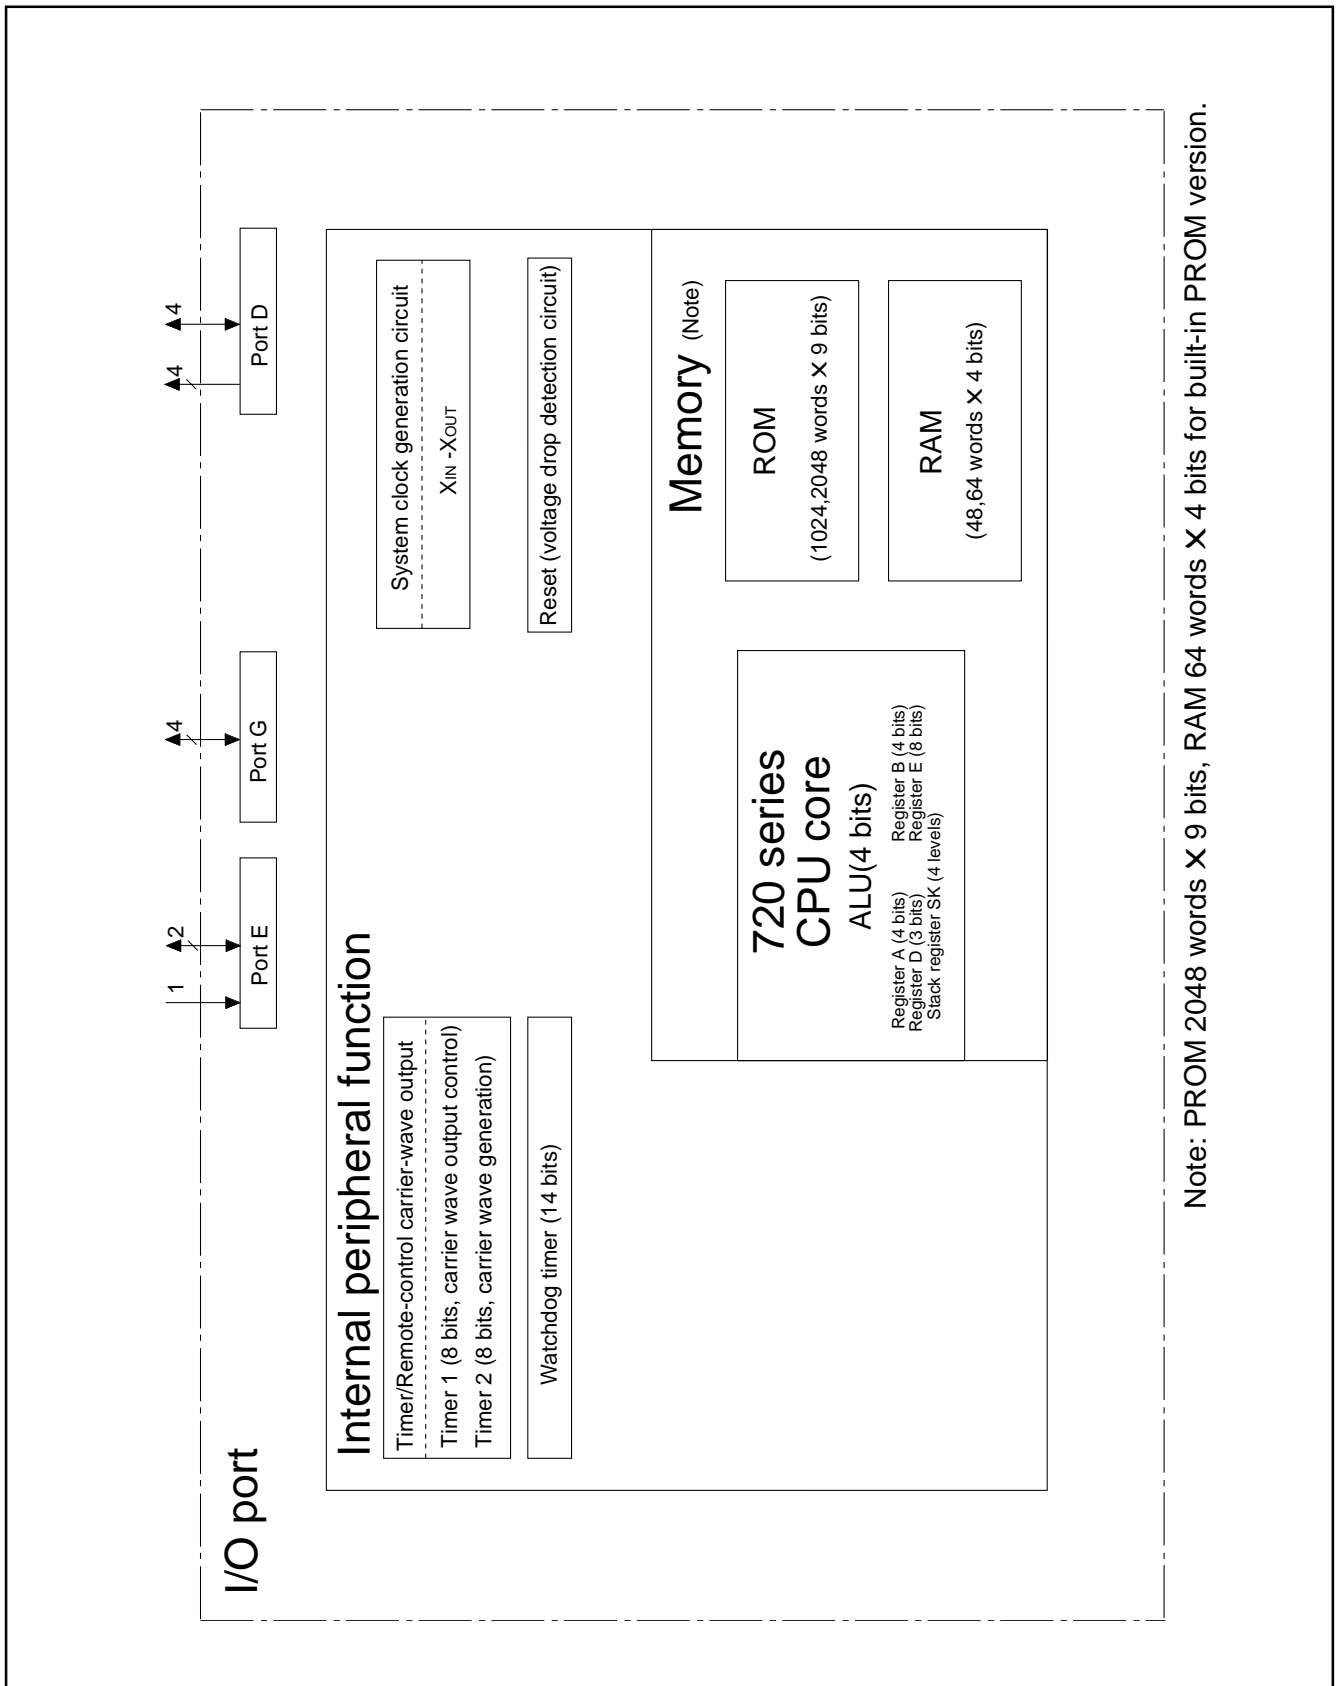 I/O port
1
2
4
4
4
Port E
Port G
Port D
Internal peripheral function
Timer/Remote-control carrier-wave output
Timer 1 (8 bits, carrier wave output control)
Timer 2 (8 bits, carrier wave generation)
Watchdog timer (14 bits)
System clock generation circuit
XIN -XOUT
Reset (voltage drop detection circuit)
720 series
CPU core
ALU(4 bits)
Register A (4 bits) Register B (4 bits)
Register D (3 bits) Register E (8 bits)
Stack register SK (4 levels)
Memory (Note)
ROM
(1024,2048 words ✕ 9 bits)
RAM
(48,64 words ✕ 4 bits)
Note: PROM 2048 words ✕ 9 bits, RAM 64 words ✕ 4 bits for built-in PROM version.